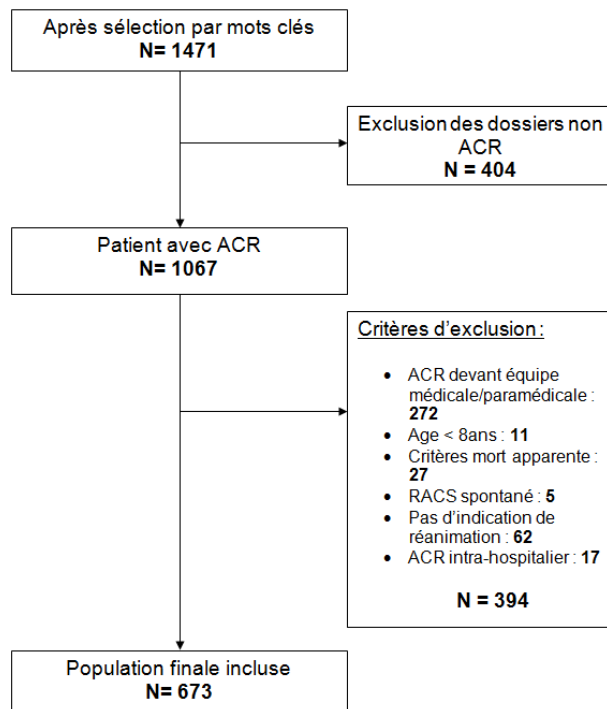 Après sélection par mots clés
N= 1471
Exclusion des dossiers non
ACR
N = 404
Patient avec ACR
N= 1067
Critères d'exclusion :
• ACR devant équipe
médicale/paramédicale :
272
• Age < 8ans : 11
• Critères mort apparente :
27
• RACS spontané : 5
• Pas d'indication de
réanimation : 62
• ACR intra-hospitalier : 17
N = 394
Population finale incluse
N= 673